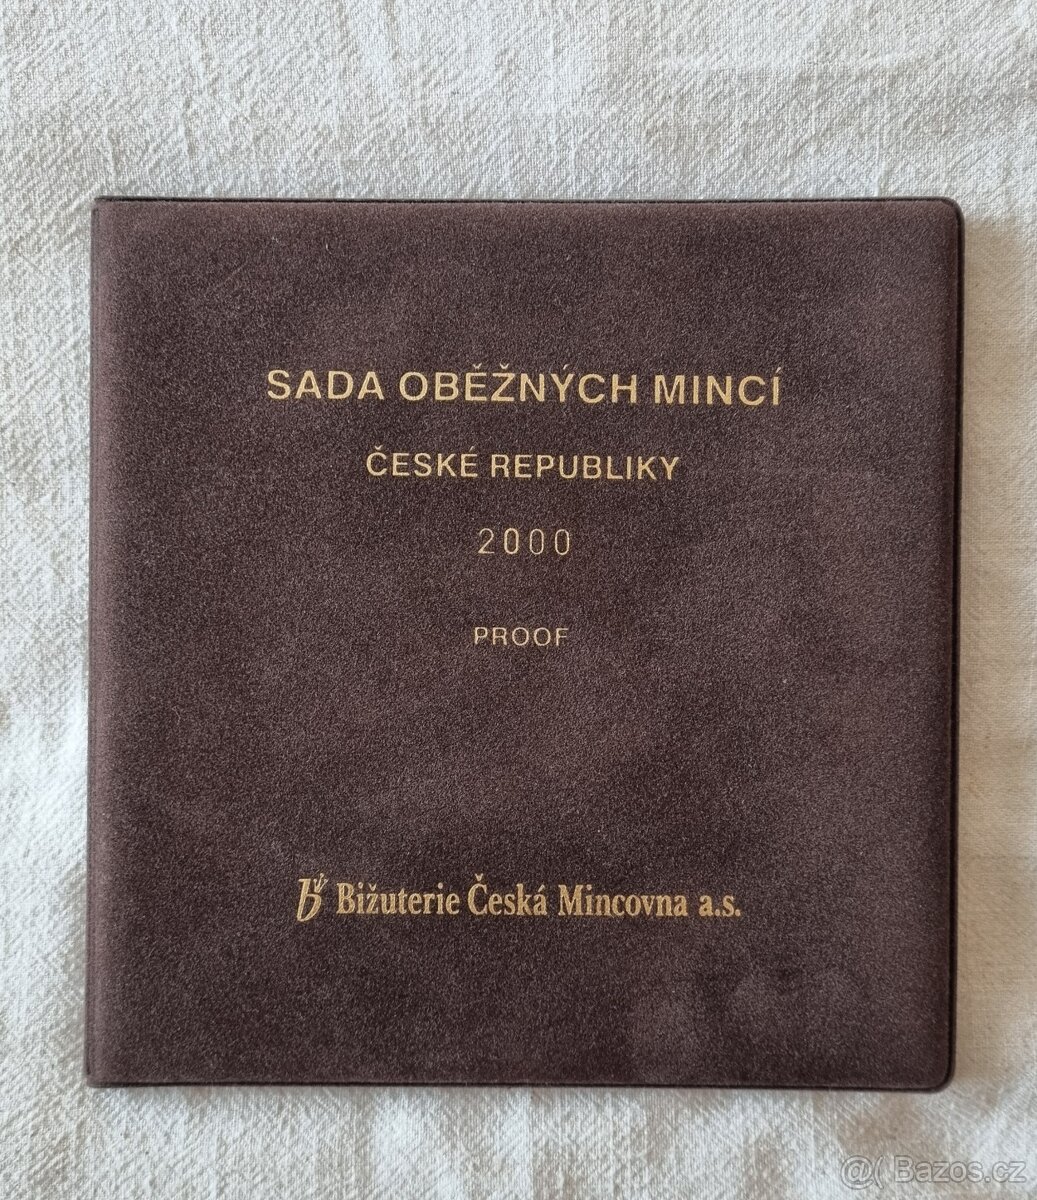 SADA OBĚŽNÝCH MINCÍ
ČESKÉ REPUBLIKY
2000
PROOF
Bižuterie Česká Mincovna a.s.
@( Bazos.cz